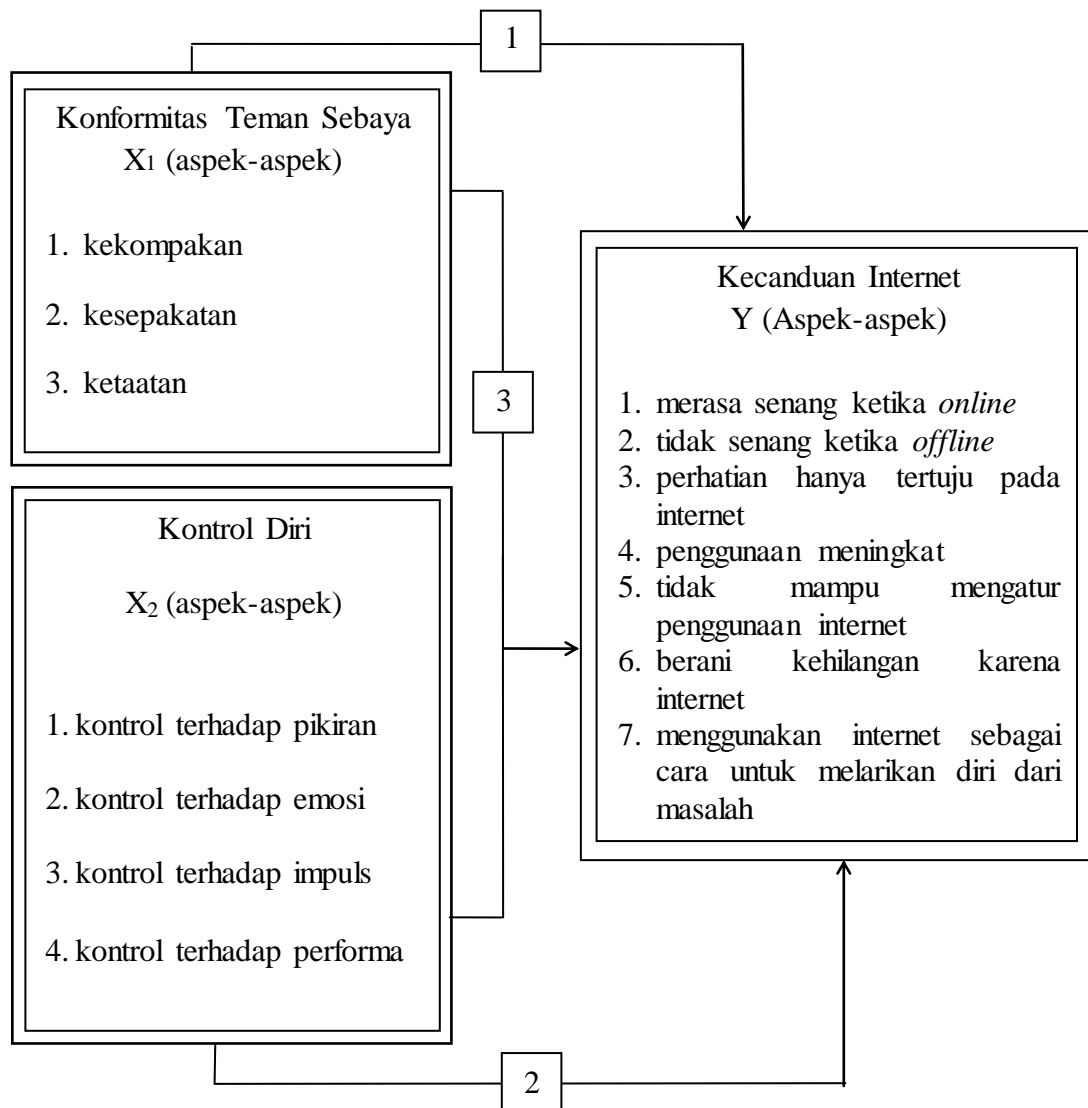 1
Konformitas Teman Sebaya
X1 (aspek-aspek)
1. kekompakan
2. kesepakatan
3. ketaatan
3
Kontrol Diri
X2 (aspek-aspek)
1. kontrol terhadap pikiran
2. kontrol terhadap emosi
3. kontrol terhadap impuls
4. kontrol terhadap performa
Kecanduan Internet
Y (Aspek-aspek)
1. merasa senang ketika online
2. tidak senang ketika offline
3. perhatian hanya tertuju pada
internet
4. penggunaan meningkat
5. tidak mampu mengatur
penggunaan internet
6. berani kehilangan karena
internet
7. menggunakan internet sebagai
cara untuk melarikan diri dari
masalah
2